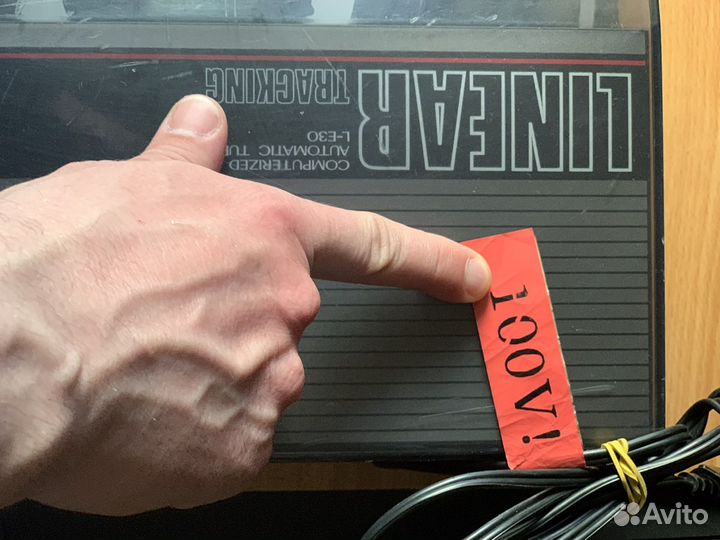 LINEAR
COMPUTERIZED
AUTOMATIC
L-E30
TRACKING
100V!
Avito